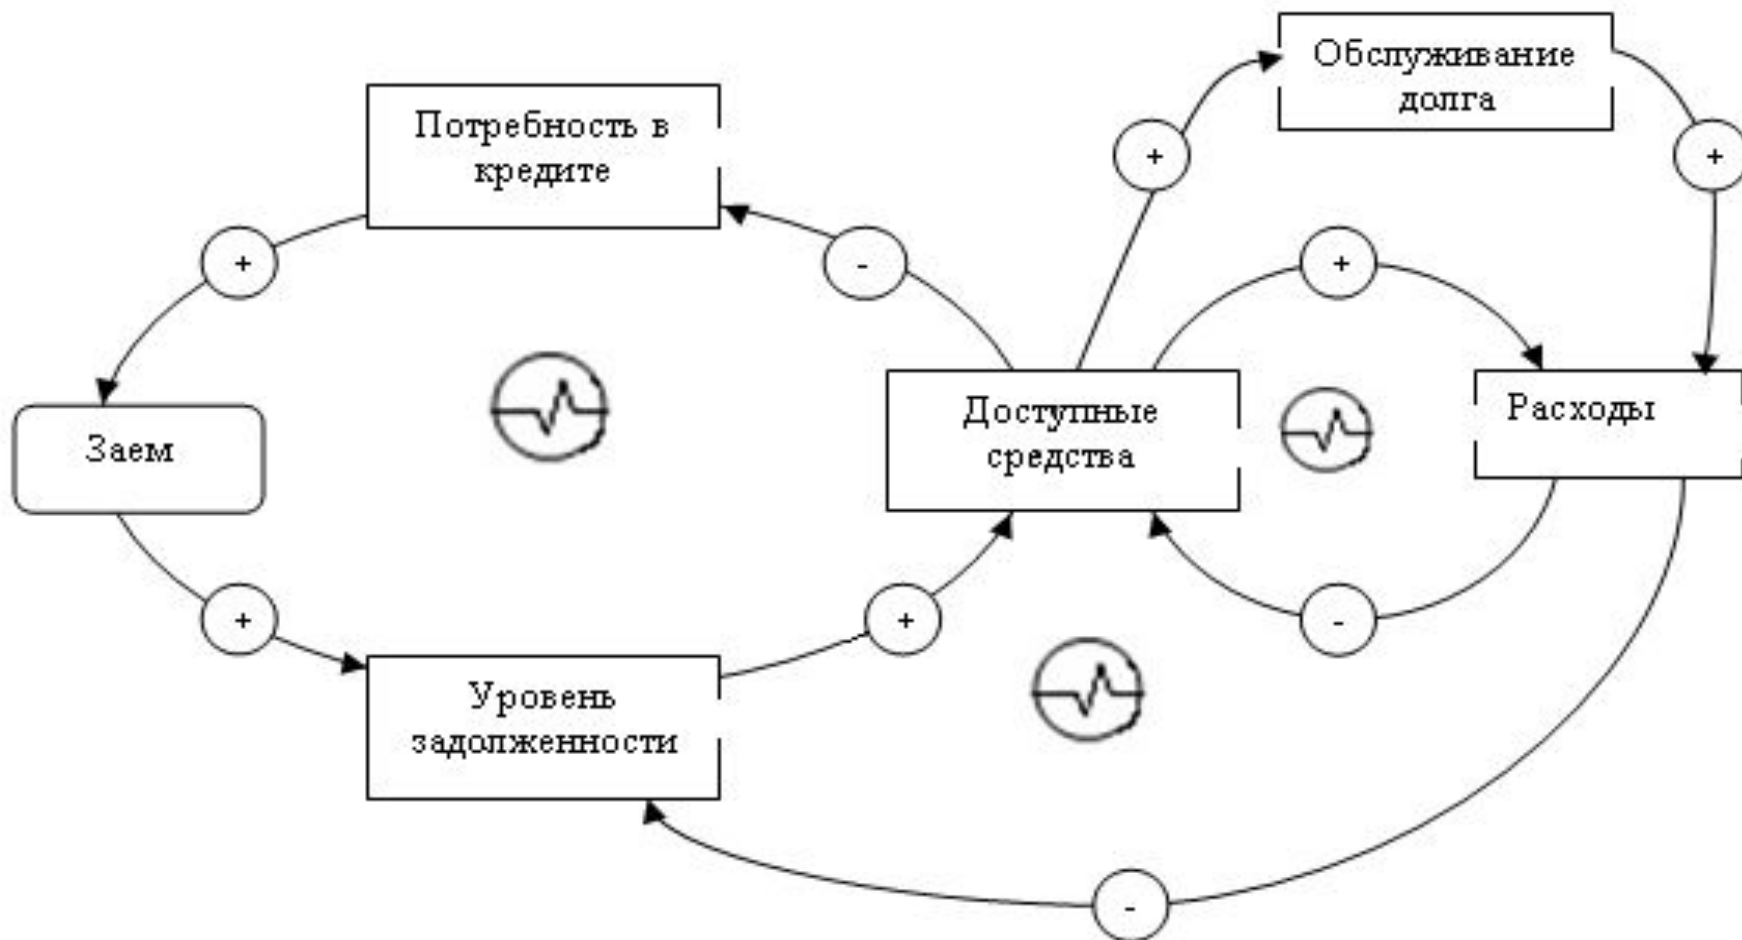 Обслуживание
долга
Потребность в
кредите
+
+
+
-
+
Заем
Доступные
средства
Расходы
+
+
-
Уровень
задолженности
-